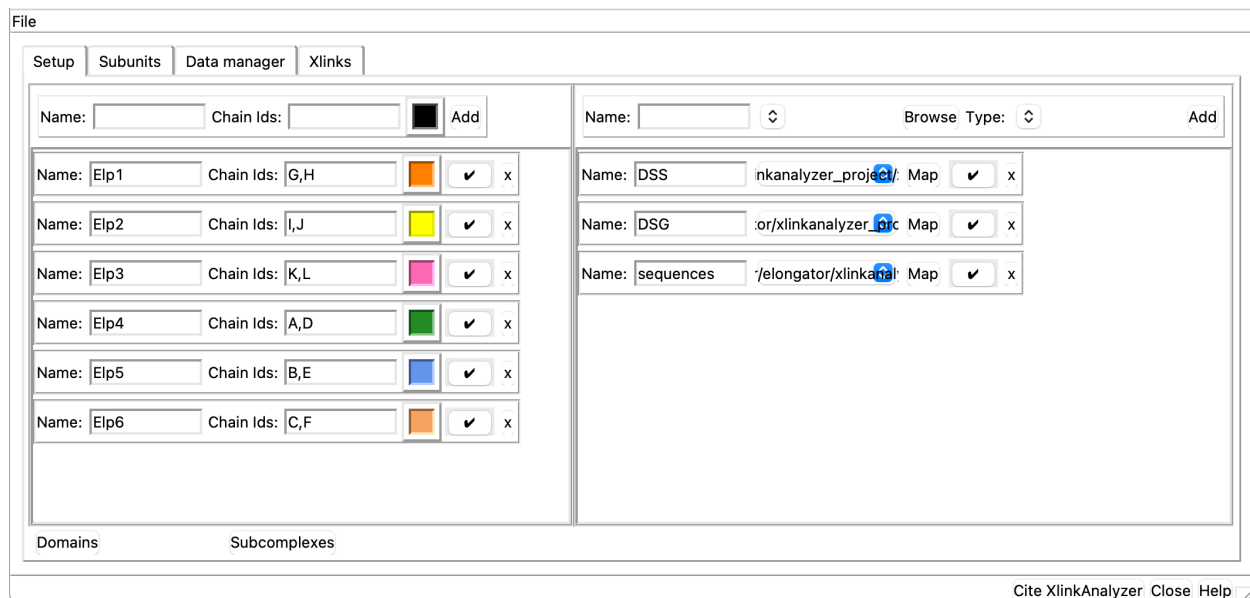 File
Setup Subunits Data manager Xlinks
Name: Chain Ids: Add
Name: Browse Type: Add
Name: Elp1 Chain Ids: G,H ✔ x
Name: DSS inkanalyzer_project/ Map ✔ x
Name: Elp2 Chain Ids: I,J ✔ x
Name: DSG or/xlinkanalyzer_prc Map ✔ x
Name: Elp3 Chain Ids: K,L ✔ x
Name: sequences r/elongator/xlinkanal Map ✔ x
Name: Elp4 Chain Ids: A,D ✔ x
Name: Elp5 Chain Ids: B,E ✔ x
Name: Elp6 Chain Ids: C,F ✔ x
Domains Subcomplexes
Cite XlinkAnalyzer Close Help